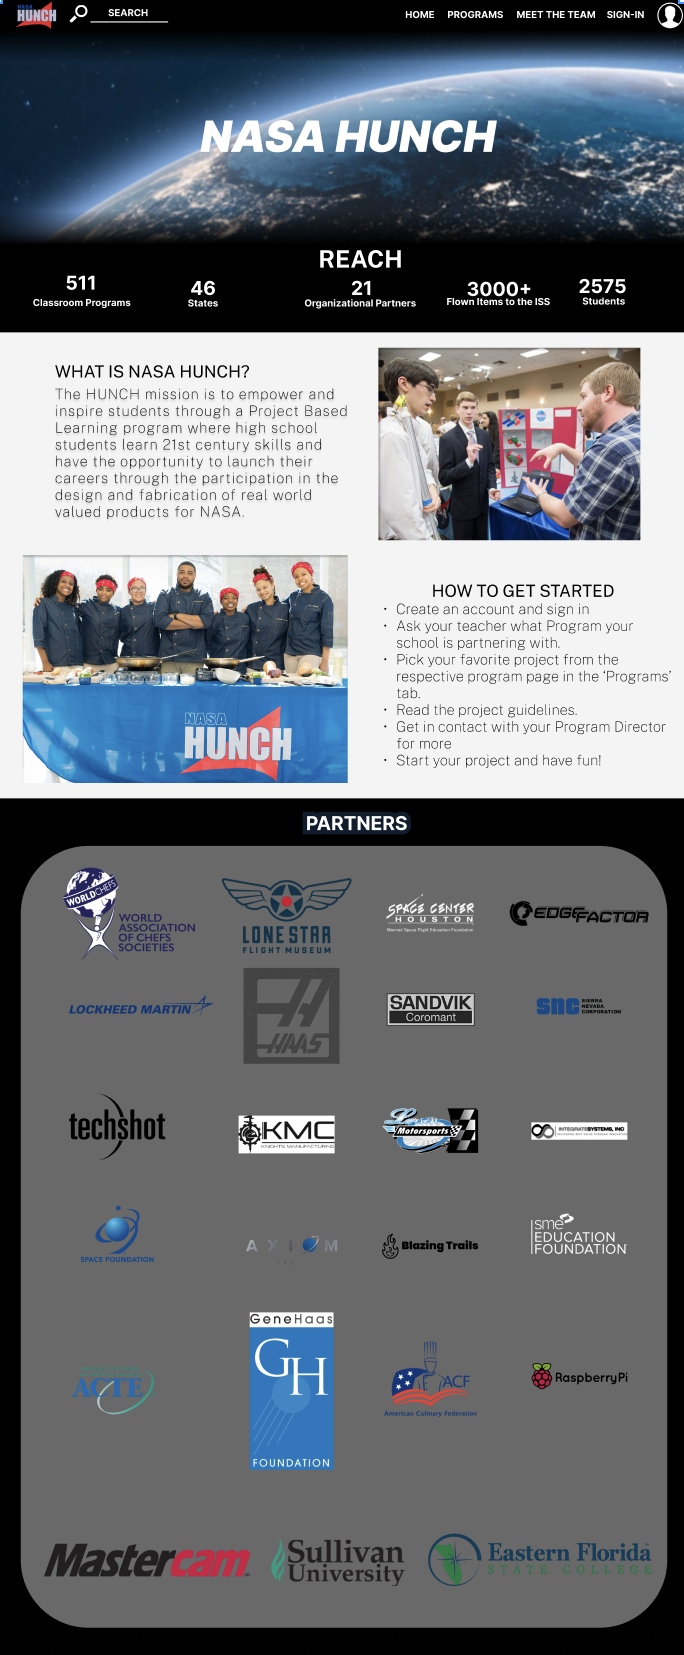 NASA
HUNCH
SEARCH
HOME PROGRAMS MEET THE TEAM SIGN-IN
NASA HUNCH
REACH
511
Classroom Programs
46
States
21
Organizational Partners
3000+
Flown Items to the ISS
2575
Students
WHAT IS NASA HUNCH?
The HUNCH mission is to empower and
inspire students through a Project Based
Learning program where high school
students learn 21st century skills and
have the opportunity to launch their
careers through the participation in the
design and fabrication of real world
valued products for NASA.
NASA
HUNCH
HOW TO GET STARTED
• Create an account and sign in
• Ask your teacher what Program your
school is partnering with.
• Pick your favorite project from the
respective program page in the ‘Programs’
tab.
• Read the project guidelines.
• Get in contact with your Program Director
for more
• Start your project and have fun!
PARTNERS
WORLDCHEFS
WORLD
ASSOCIATION
OF CHEFS
SOCIETIES
LONE STAR
FLIGHT MUSEUM
SPACE CENTER
HOUSTON
Manned Space Flight Education Foundation
EDGE FACTOR
LOCKHEED MARTIN
HAAS
SANDVIK
Coromant
snc
SIERRA
NEVADA
CORPORATION
techshot
KMC
KNIGHTS MANUFACTURING
Motorsports
INTEGRATESYSTEMS, INC
SPACE FOUNDATION
AXIOM
Blazing Trails
sme
EDUCATION
FOUNDATION
ACTE
GeneHaas
GH
FOUNDATION
ACF
American Culinary Federation
RaspberryPi
Mastercam
Sullivan
University
Eastern Florida
STATE COLLEGE